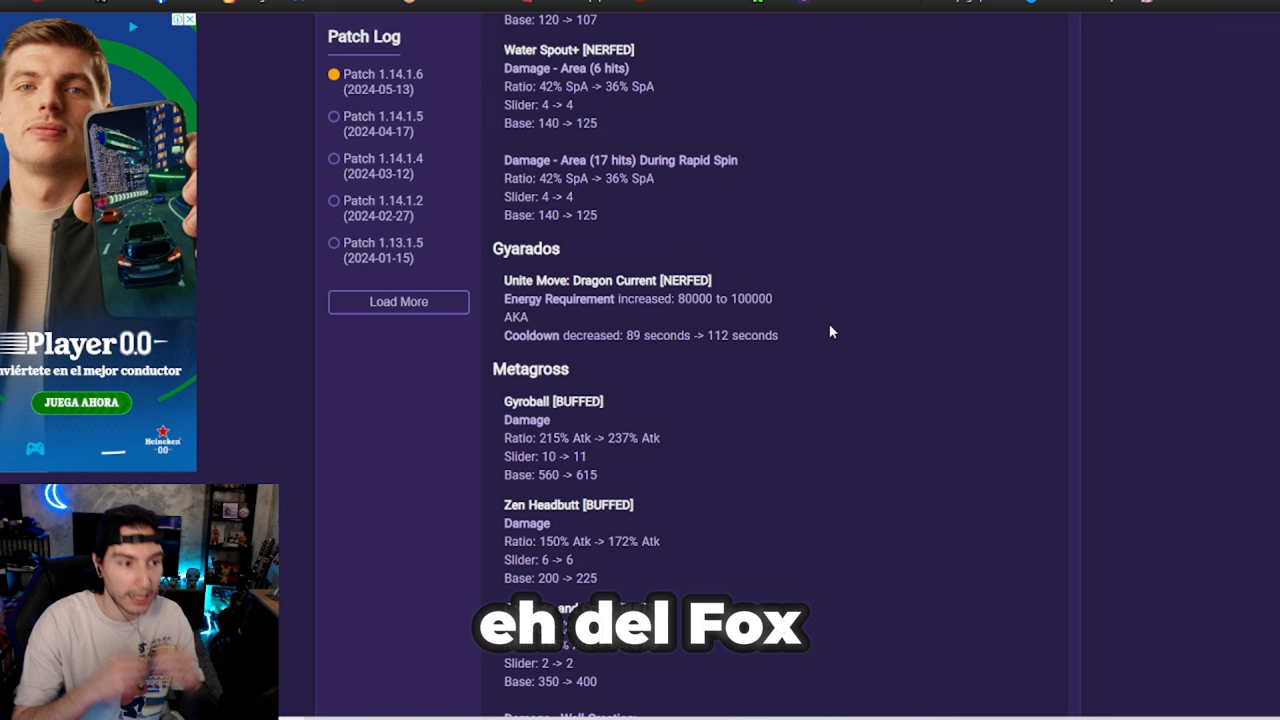 Patch Log
Patch 1.14.1.6
(2024-05-13)
Patch 1.14.1.5
(2024-04-17)
Patch 1.14.1.4
(2024-03-12)
Patch 1.14.1.2
(2024-02-27)
Patch 1.13.1.5
(2024-01-15)
Load More
Base: 120 -> 107
Water Spout+ [NERFED]
Damage - Area (6 hits)
Ratio: 42% SpA -> 36% SpA
Slider: 4 -> 4
Base: 140 -> 125
Damage - Area (17 hits) During Rapid Spin
Ratio: 42% SpA -> 36% SpA
Slider: 4 -> 4
Base: 140 -> 125
Gyarados
Unite Move: Dragon Current [NERFED]
Energy Requirement increased: 80000 to 100000
AKA
Cooldown decreased: 89 seconds -> 112 seconds
Metagross
Gyroball [BUFFED]
Damage
Ratio: 215% Atk -> 237% Atk
Slider: 10 -> 11
Base: 560 -> 615
Zen Headbutt [BUFFED]
Damage
Ratio: 150% Atk -> 172% Atk
Slider: 6 -> 6
Base: 200 -> 225
eh del Fox
Slider: 2 -> 2
Base: 350 -> 400
Player 0.0
nviértete en el mejor conductor
JUEGA AHORA
Heineken
0.0